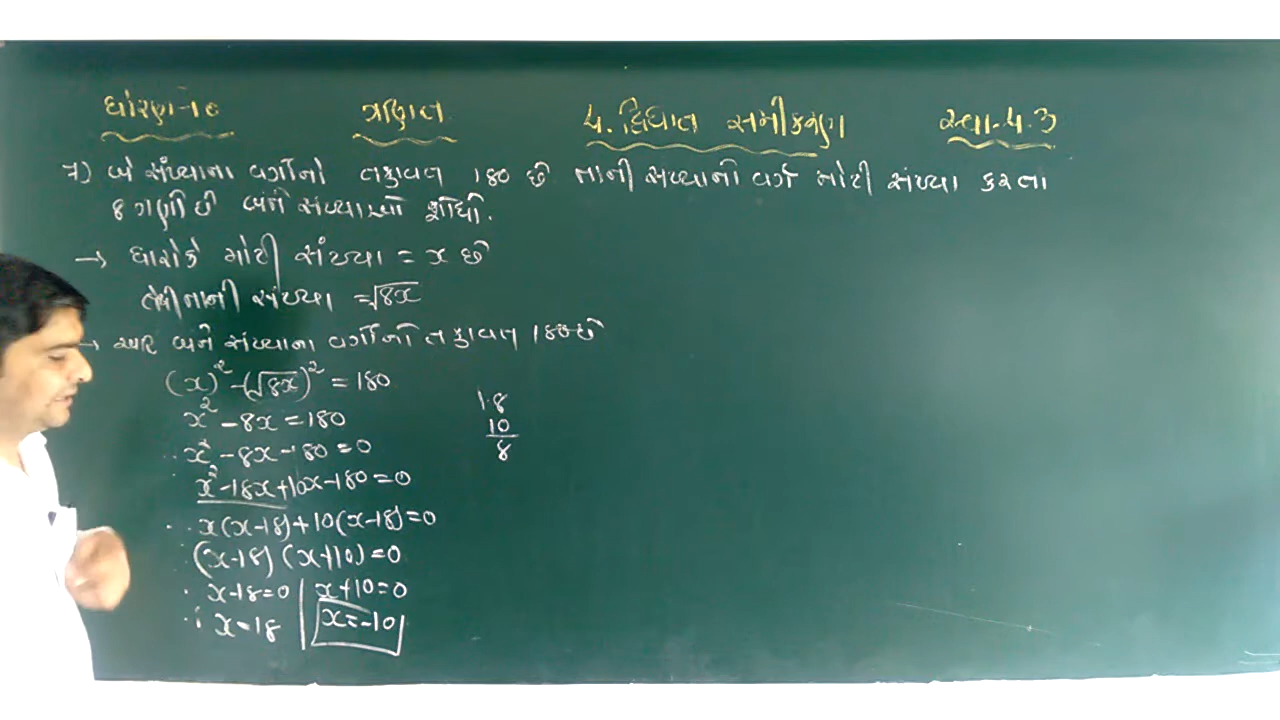 ધોરણ-10 ગણિત 4. દ્વિઘાત સમીકરણ સ્વા-4.3
7) બે સંખ્યાના વર્ગોનો તફાવત 180 છે નાની સંખ્યાનો વર્ગ મોટી સંખ્યા કરતા
8 ગણો છે બંને સંખ્યાઓ શોધો.
→ ધારોકે મોટી સંખ્યા = x છે
તેથી નાની સંખ્યા = √8x
→ બંને સંખ્યાના વર્ગોનો તફાવત 180 છે
(x)² - (√8x)² = 180
x² - 8x = 180
x² - 8x - 180 = 0
x² - 18x + 10x - 180 = 0
x(x-18) + 10(x-18) = 0
(x-18) (x+10) = 0
x-18=0 | x+10=0
∴ x = 18 | x = -10
18
10
8